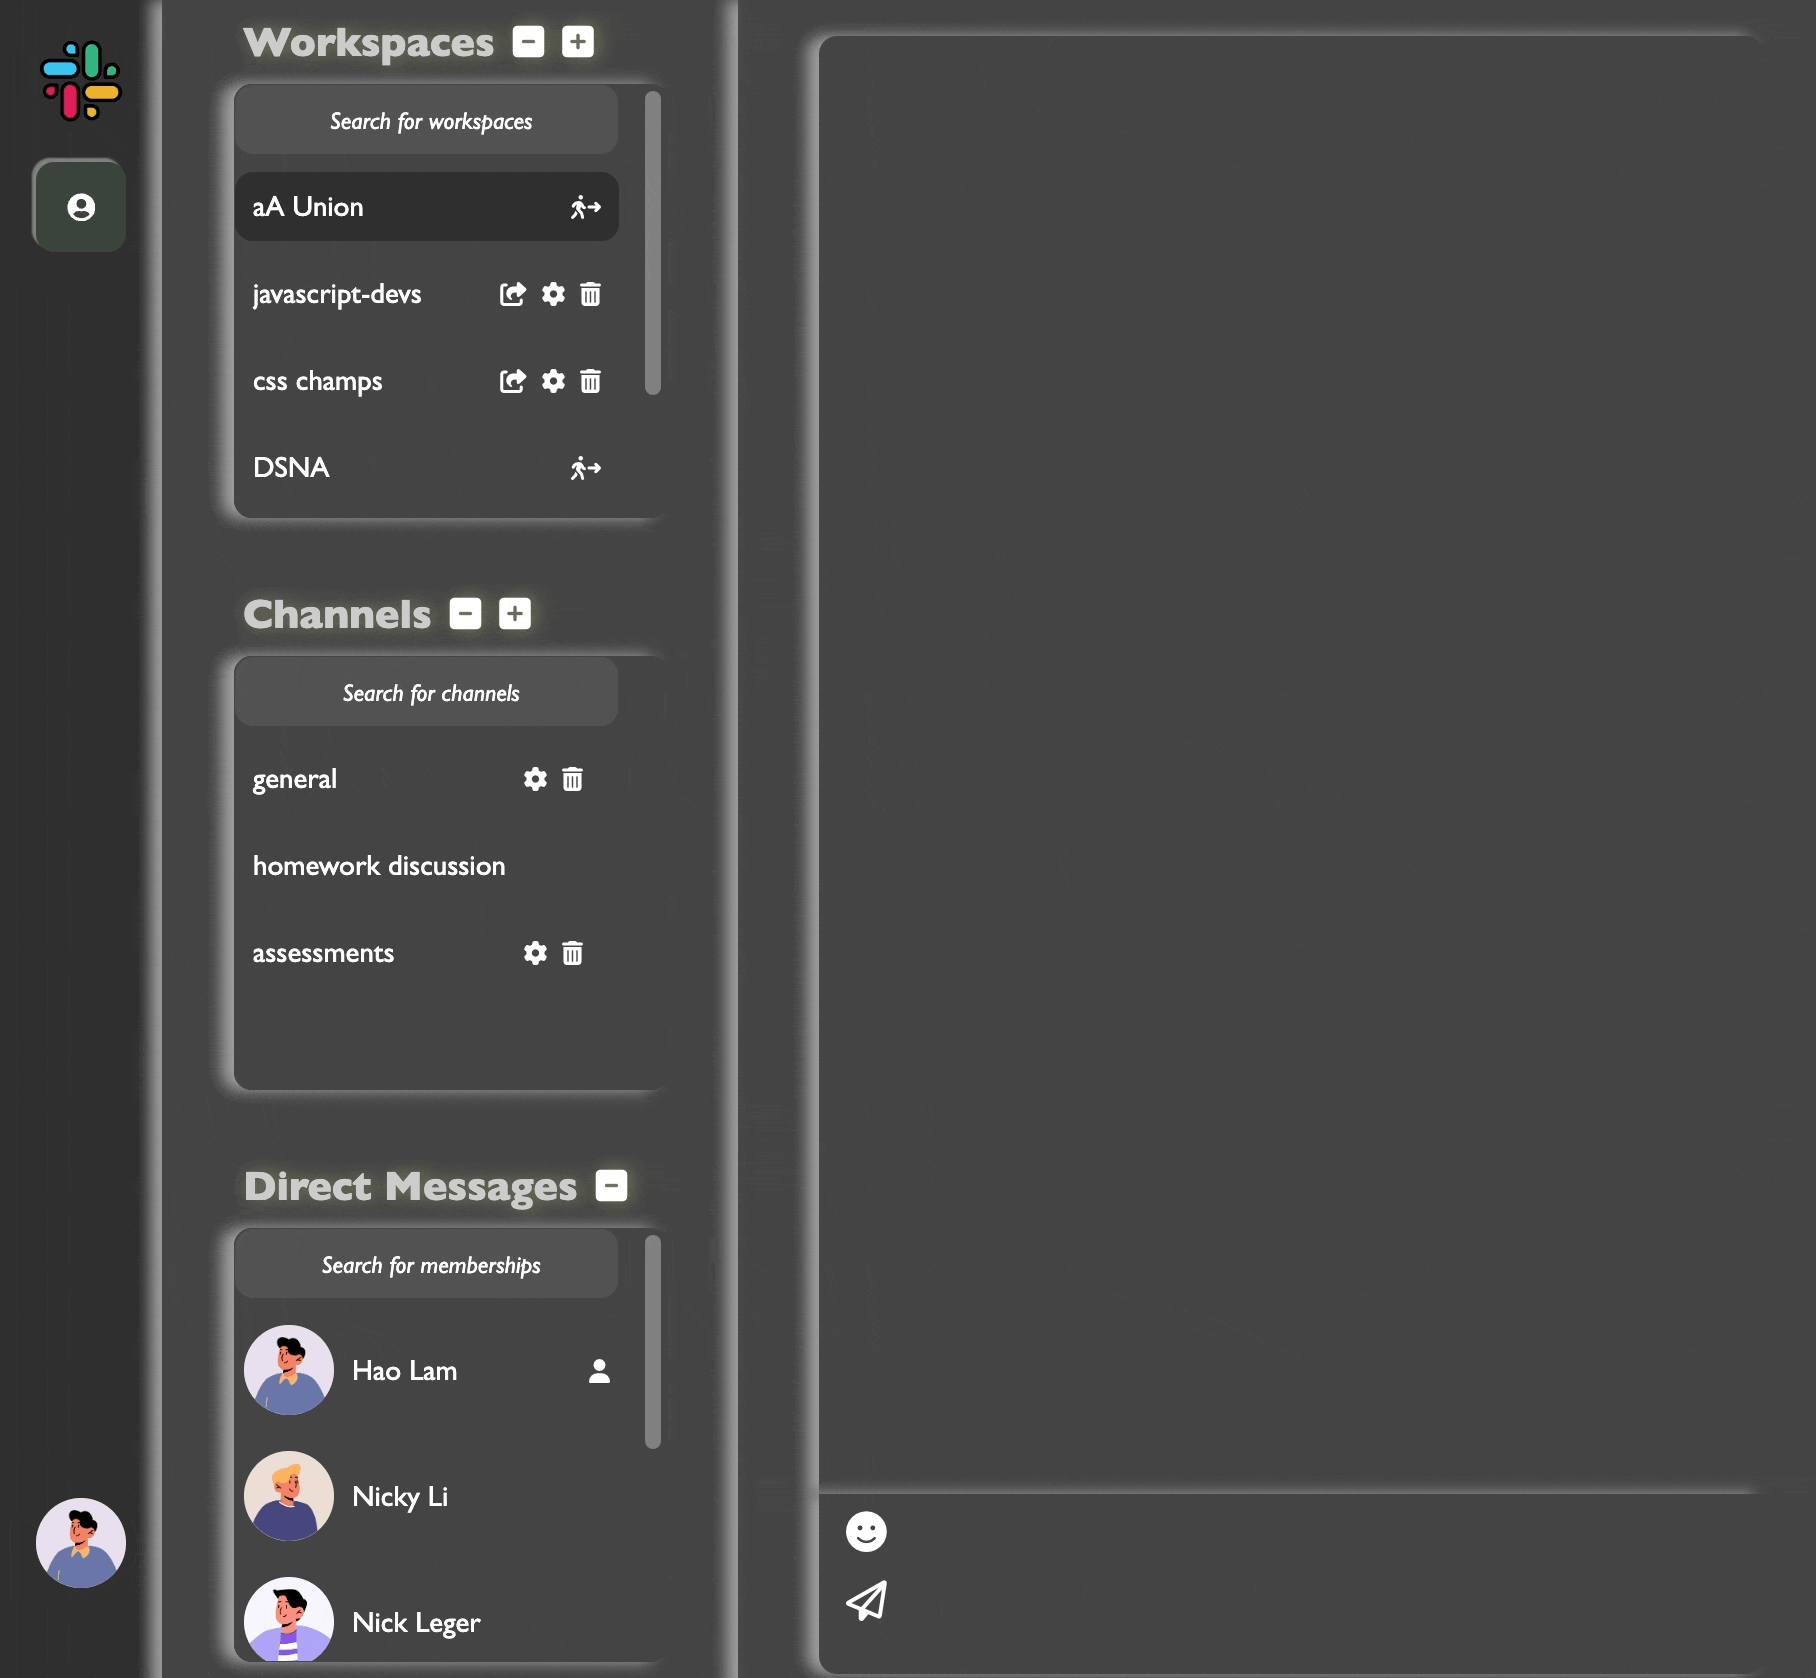 Workspaces
Search for workspaces
aA Union
javascript-devs
css champs
DSNA
Channels
Search for channels
general
homework discussion
assessments
Direct Messages
Search for memberships
Hao Lam
Nicky Li
Nick Leger